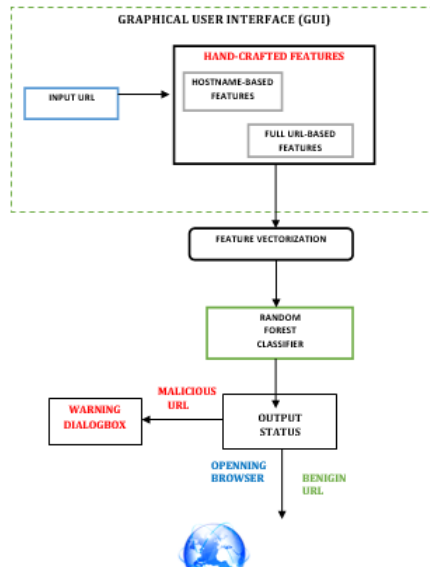 GRAPHICAL USER INTERFACE (GUI)
HAND-CRAFTED FEATURES
HOSTNAME-BASED
FEATURES
INPUT URL
FULL URL-BASED
FEATURES
FEATURE VECTORIZATION
RANDOM
FOREST
CLASSIFIER
MALICIOUS
URL
WARNING
DIALOGBOX
OUTPUT
STATUS
OPENNING
BROWSER
BENIGIN
URL